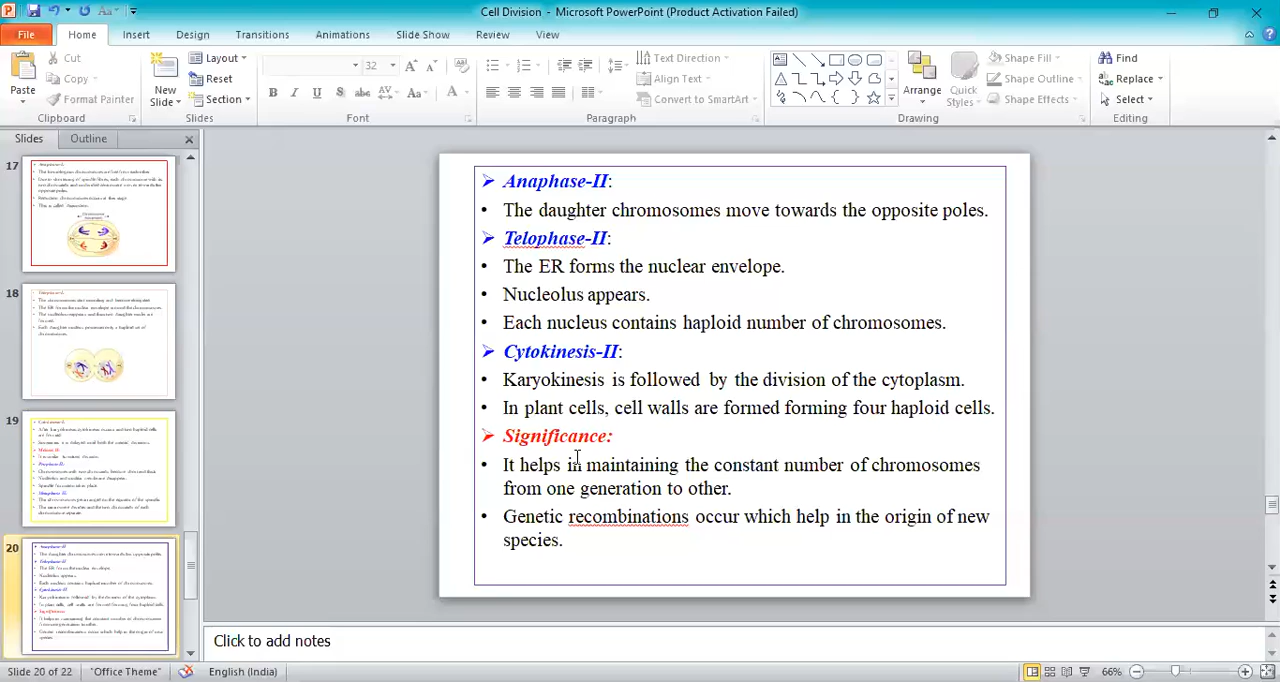 Cell Division - Microsoft PowerPoint (Product Activation Failed)
File Home Insert Design Transitions Animations Slide Show Review View
Paste
Cut
Copy
Format Painter
Clipboard
New Slide
Layout
Reset
Section
Slides
32
Font
Text Direction
Align Text
Convert to SmartArt
Paragraph
Arrange
Quick Styles
Shape Fill
Shape Outline
Shape Effects
Drawing
Find
Replace
Select
Editing
Slides Outline
17
18
19
20
Anaphase-II:
The daughter chromosomes move towards the opposite poles.
Telophase-II:
The ER forms the nuclear envelope.
Nucleolus appears.
Each nucleus contains haploid number of chromosomes.
Cytokinesis-II:
Karyokinesis is followed by the division of the cytoplasm.
In plant cells, cell walls are formed forming four haploid cells.
Significance:
It helps in maintaining the constant number of chromosomes
from one generation to other.
Genetic recombinations occur which help in the origin of new
species.
Click to add notes
Slide 20 of 22 "Office Theme" English (India) 66%